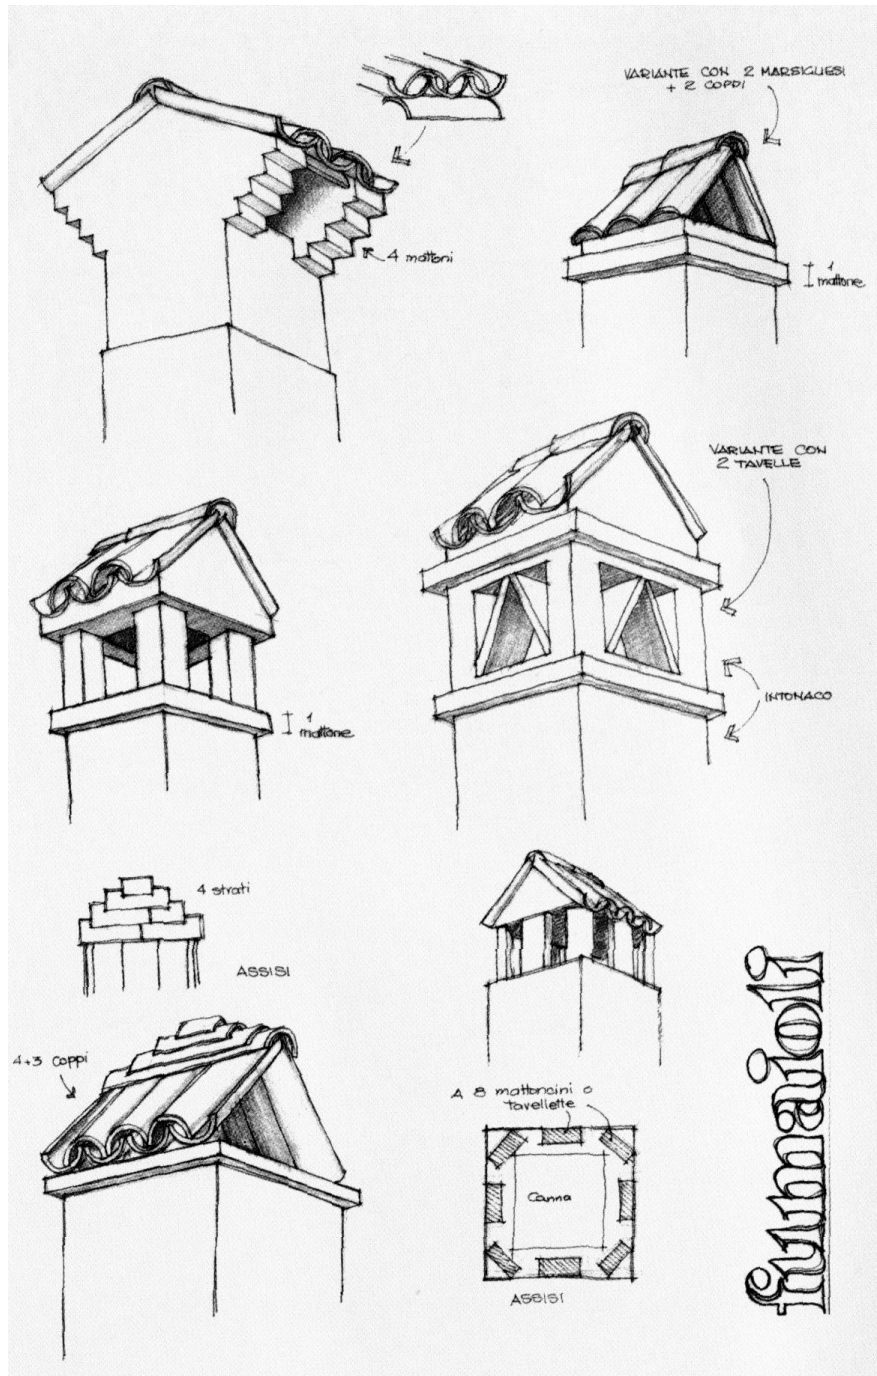 VARIANTE CON 2 MARSIGLIESI
+ 2 COPPI
4 mattoni
1
mattone
VARIANTE CON
2 TAVELLE
1
mattone
INTONACO
4 strati
ASSISI
4+3 coppi
A 8 mattoncini o
tavellette
Canna
ASSISI
fumaioli